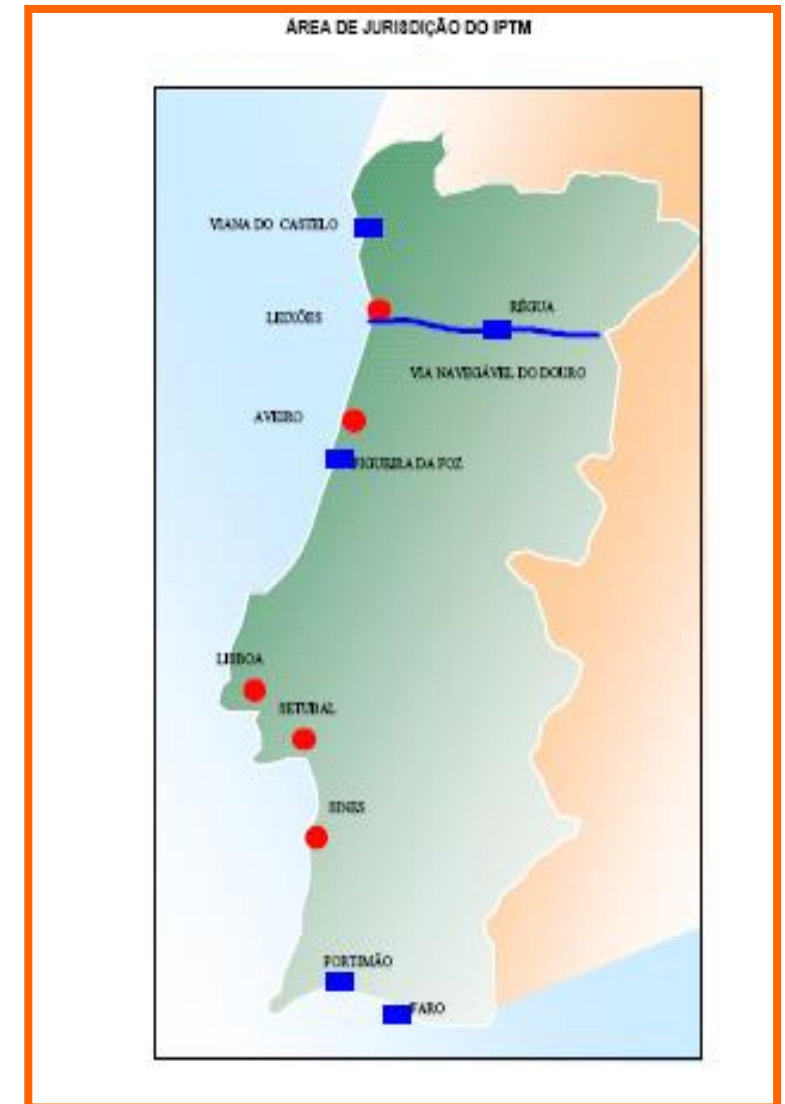 ÁREA DE JURISDIÇÃO DO IPTM
VIANA DO CASTELO
LEIXÕES
RÉGUA
VIA NAVEGÁVEL DO DOURO
AVEIRO
FIGUEIRA DA FOZ
LISBOA
SETUBAL
SINES
PORTIMÃO
FARO